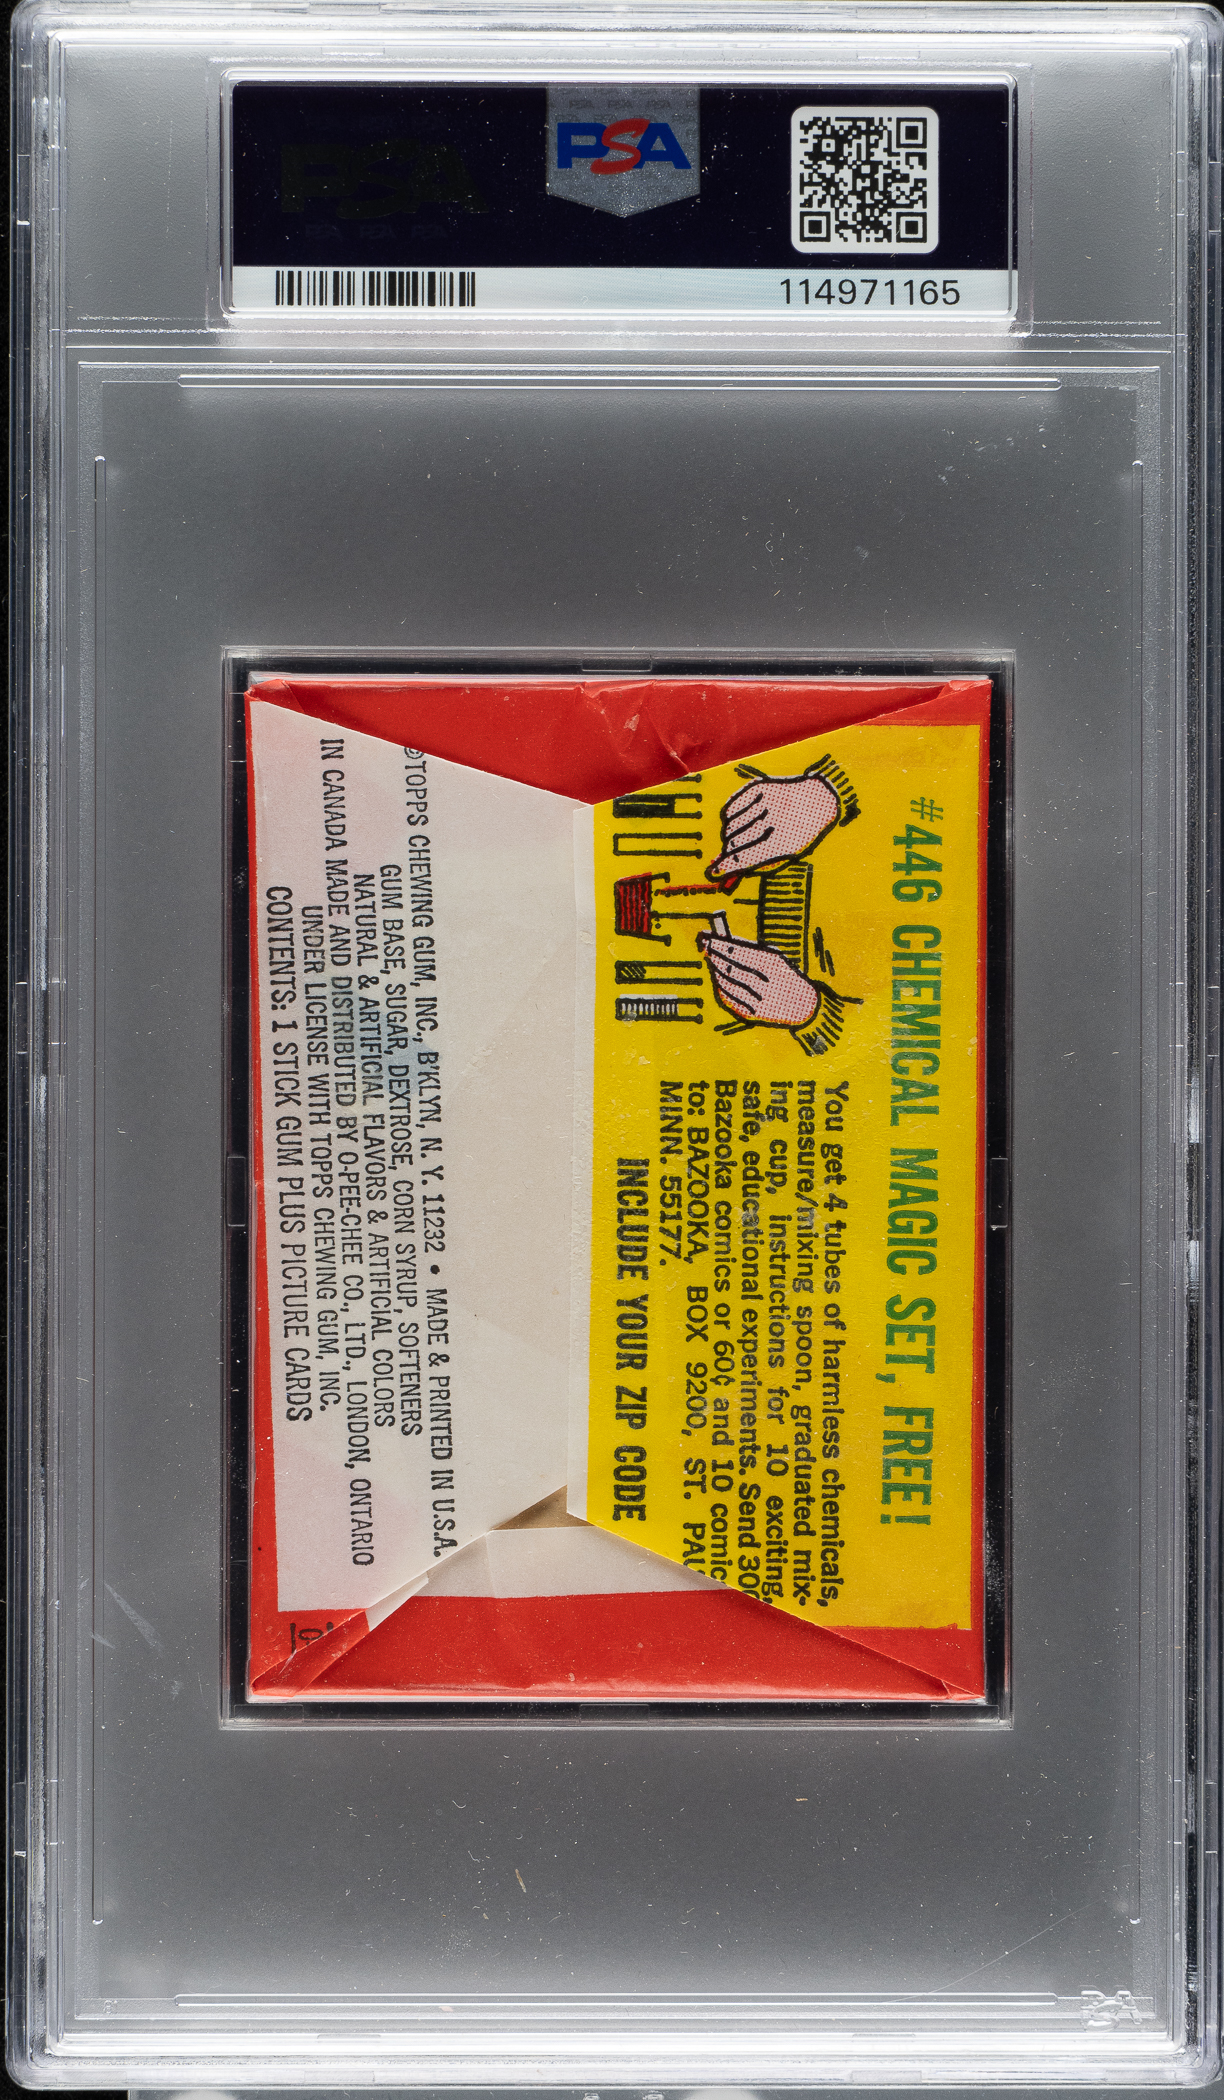 PSA
114971165
#446 CHEMICAL MAGIC SET, FREE!
You get 4 tubes of harmless chemicals,
measure/mixing spoon, graduated mix-
ing cup, instructions for 10 exciting,
safe, educational experiments. Send 300
Bazooka comics or 60¢ and 10 comic
to: BAZOOKA, BOX 9200, ST. PAU
MINN. 55177.
INCLUDE YOUR ZIP CODE
©TOPPS CHEWING GUM, INC., B'KLYN, N. Y. 11232 • MADE & PRINTED IN U.S.A.
GUM BASE, SUGAR, DEXTROSE, CORN SYRUP, SOFTENERS
NATURAL & ARTIFICIAL FLAVORS & ARTIFICIAL COLORS
IN CANADA MADE AND DISTRIBUTED BY O-PEE-CHEE CO., LTD., LONDON, ONTARIO
UNDER LICENSE WITH TOPPS CHEWING GUM, INC.
CONTENTS: 1 STICK GUM PLUS PICTURE CARDS